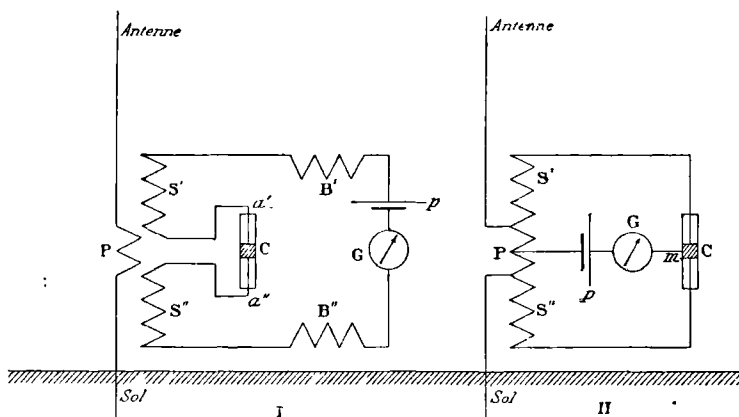 Antenne
Antenne
S'
B'
p
a'
P
C
G
a"
S"
B"
Sol
I
S'
G
P
m
C
p
S"
Sol
II